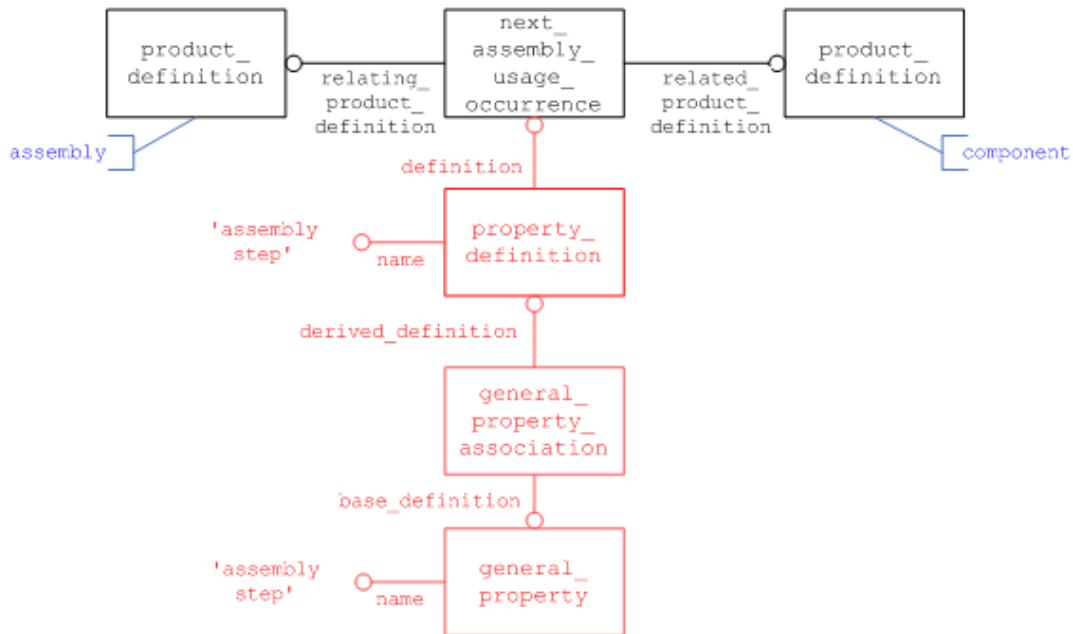 product_
definition
next_
assembly_
usage_
occurrence
product_
definition
relating_
product_
definition
related_
product_
definition
assembly
component
definition
'assembly
step'
name
property_
definition
derived_definition
general_
property_
association
base_definition
'assembly
step'
name
general_
property